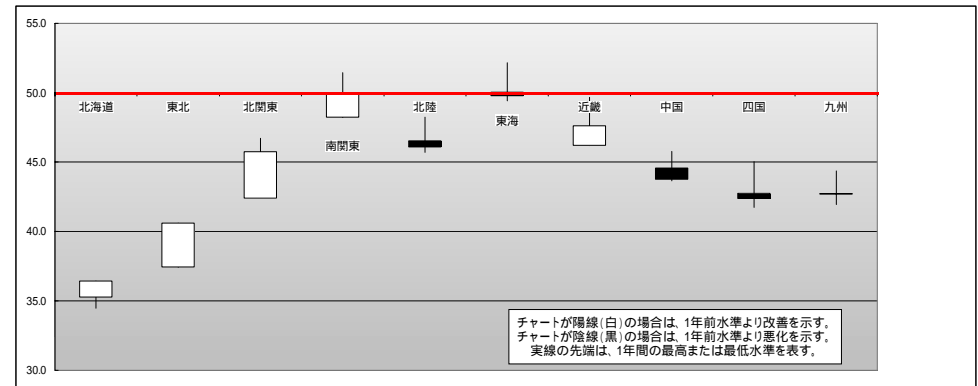 55.0
50.0
北海道 東北 北関東 北陸 近畿 中国 四国 九州
東海
南関東
45.0
40.0
35.0
チャートが陽線(白)の場合は、1年前水準より改善を示す。
チャートが陰線(黒)の場合は、1年前水準より悪化を示す。
実線の先端は、1年間の最高または最低水準を表す。
30.0